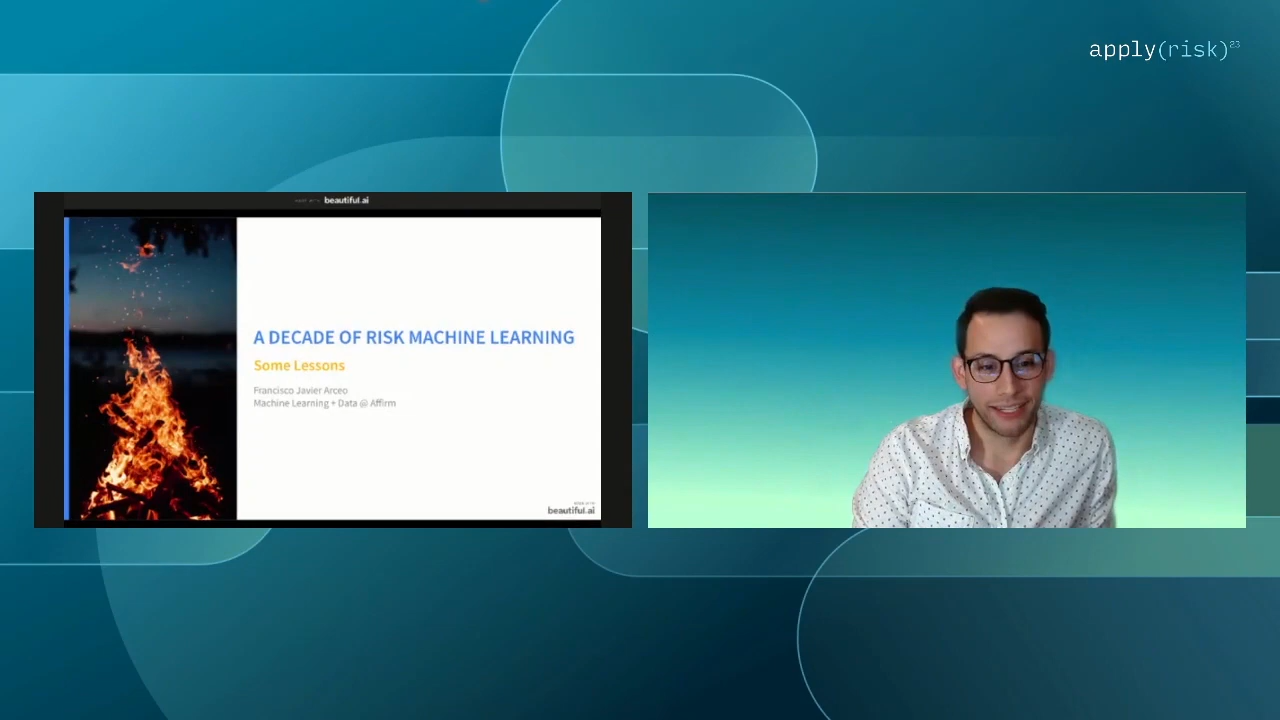 apply(risk)23
beautiful.ai
A DECADE OF RISK MACHINE LEARNING
Some Lessons
Francisco Javier Arceo
Machine Learning + Data @ Affirm
beautiful.ai